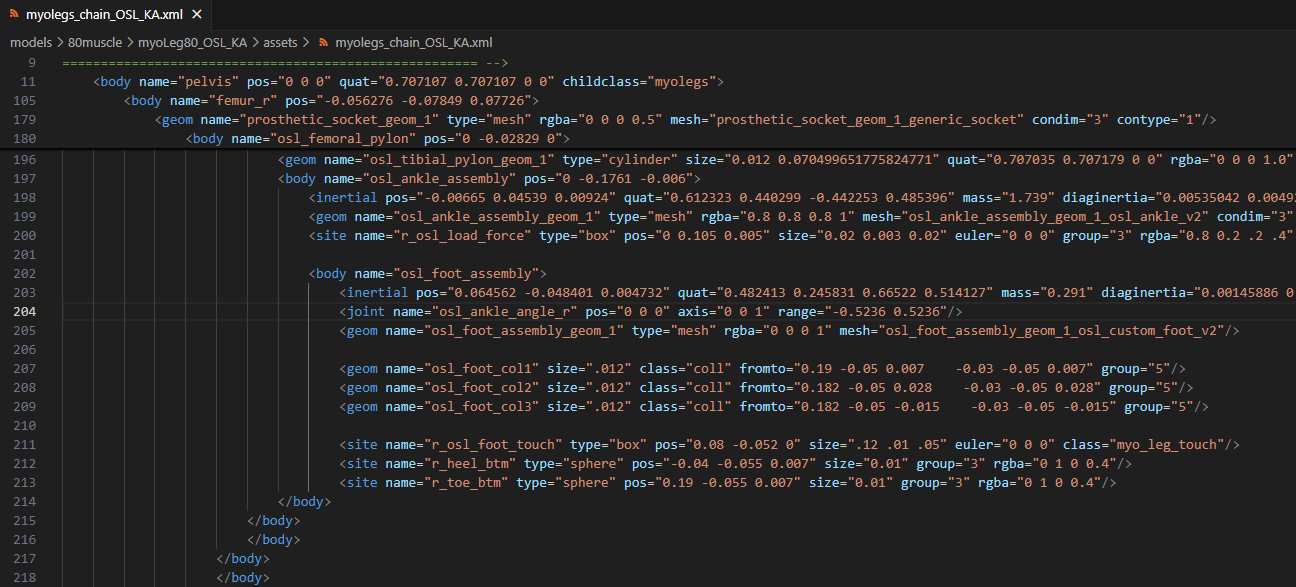 myolegs_chain_OSL_KA.xml ×
models > 80muscle > myoLeg80_OSL_KA > assets > myolegs_chain_OSL_KA.xml
9 ====================================================== -->
11 <body name="pelvis" pos="0 0 0" quat="0.707107 0.707107 0 0" childclass="myolegs">
105 <body name="femur_r" pos="-0.056276 -0.07849 0.07726">
179 <geom name="prosthetic_socket_geom_1" type="mesh" rgba="0 0 0 0.5" mesh="prosthetic_socket_geom_1_generic_socket" condim="3" contype="1"/>
180 <body name="osl_femoral_pylon" pos="0 -0.02829 0">
196 <geom name="osl_tibial_pylon_geom_1" type="cylinder" size="0.012 0.070499651775824771" quat="0.707035 0.707179 0 0" rgba="0 0 0 1.0"
197 <body name="osl_ankle_assembly" pos="0 -0.1761 -0.006">
198 <inertial pos="-0.00665 0.04539 0.00924" quat="0.612323 0.440299 -0.442253 0.485396" mass="1.739" diaginertia="0.00535042 0.0049
199 <geom name="osl_ankle_assembly_geom_1" type="mesh" rgba="0.8 0.8 0.8 1" mesh="osl_ankle_assembly_geom_1_osl_ankle_v2" condim="3"
200 <site name="r_osl_load_force" type="box" pos="0 0.105 0.005" size="0.02 0.003 0.02" euler="0 0 0" group="3" rgba="0.8 0.2 .2 .4"
201
202 <body name="osl_foot_assembly">
203 <inertial pos="0.064562 -0.048401 0.004732" quat="0.482413 0.245831 0.66522 0.514127" mass="0.291" diaginertia="0.00145886 0
204 <joint name="osl_ankle_angle_r" pos="0 0 0" axis="0 0 1" range="-0.5236 0.5236"/>
205 <geom name="osl_foot_assembly_geom_1" type="mesh" rgba="0 0 0 1" mesh="osl_foot_assembly_geom_1_osl_custom_foot_v2"/>
206
207 <geom name="osl_foot_col1" size=".012" class="coll" fromto="0.19 -0.05 0.007    -0.03 -0.05 0.007" group="5"/>
208 <geom name="osl_foot_col2" size=".012" class="coll" fromto="0.182 -0.05 0.028    -0.03 -0.05 0.028" group="5"/>
209 <geom name="osl_foot_col3" size=".012" class="coll" fromto="0.182 -0.05 -0.015    -0.03 -0.05 -0.015" group="5"/>
210
211 <site name="r_osl_foot_touch" type="box" pos="0.08 -0.052 0" size=".12 .01 .05" euler="0 0 0" class="myo_leg_touch"/>
212 <site name="r_heel_btm" type="sphere" pos="-0.04 -0.055 0.007" size="0.01" group="3" rgba="0 1 0 0.4"/>
213 <site name="r_toe_btm" type="sphere" pos="0.19 -0.055 0.007" size="0.01" group="3" rgba="0 1 0 0.4"/>
214 </body>
215 </body>
216 </body>
217 </body>
218 </body>